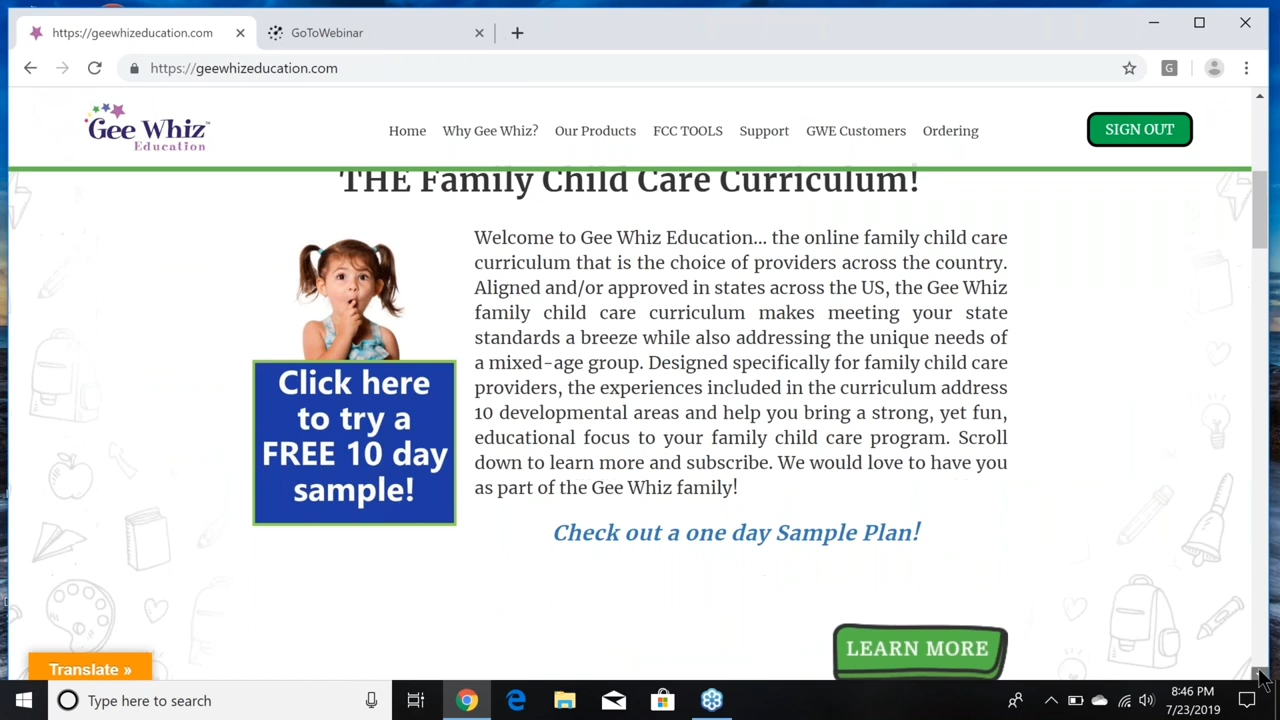 https://geewhizeducation.com
GoToWebinar
https://geewhizeducation.com
G
Gee Whiz™
Education
Home Why Gee Whiz? Our Products FCC TOOLS Support GWE Customers Ordering
SIGN OUT
THE Family Child Care Curriculum!
Welcome to Gee Whiz Education... the online family child care
curriculum that is the choice of providers across the country.
Aligned and/or approved in states across the US, the Gee Whiz
family child care curriculum makes meeting your state
standards a breeze while also addressing the unique needs of
a mixed-age group. Designed specifically for family child care
providers, the experiences included in the curriculum address
10 developmental areas and help you bring a strong, yet fun,
educational focus to your family child care program. Scroll
down to learn more and subscribe. We would love to have you
as part of the Gee Whiz family!
Click here
to try a
FREE 10 day
sample!
Check out a one day Sample Plan!
LEARN MORE
Translate »
Type here to search
8:46 PM
7/23/2019